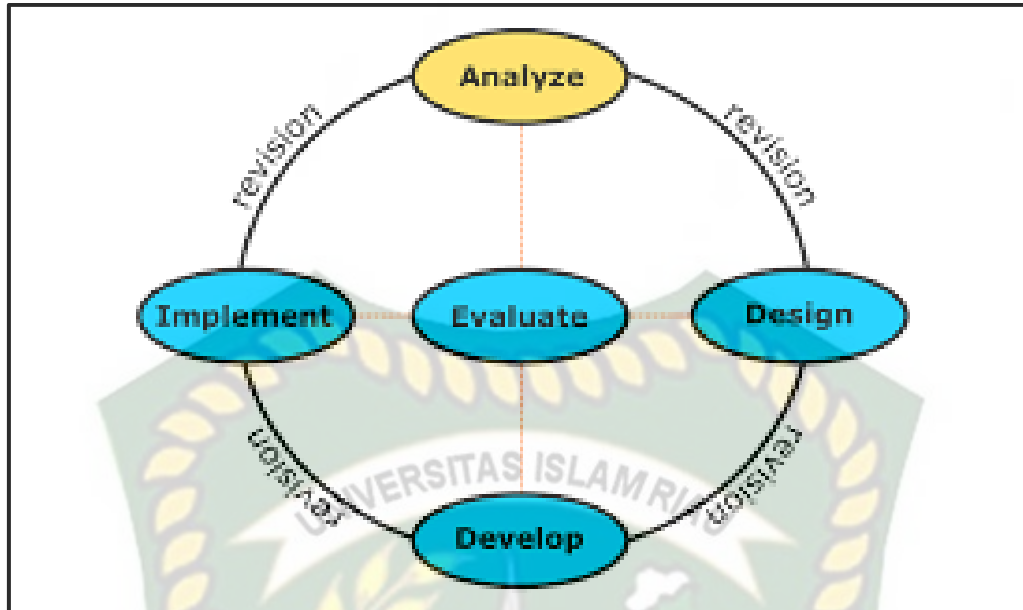 Analyze
revision
revision
Implement
Evaluate
Design
revision
revision
UNIVERSITAS ISLAM RIAU
Develop